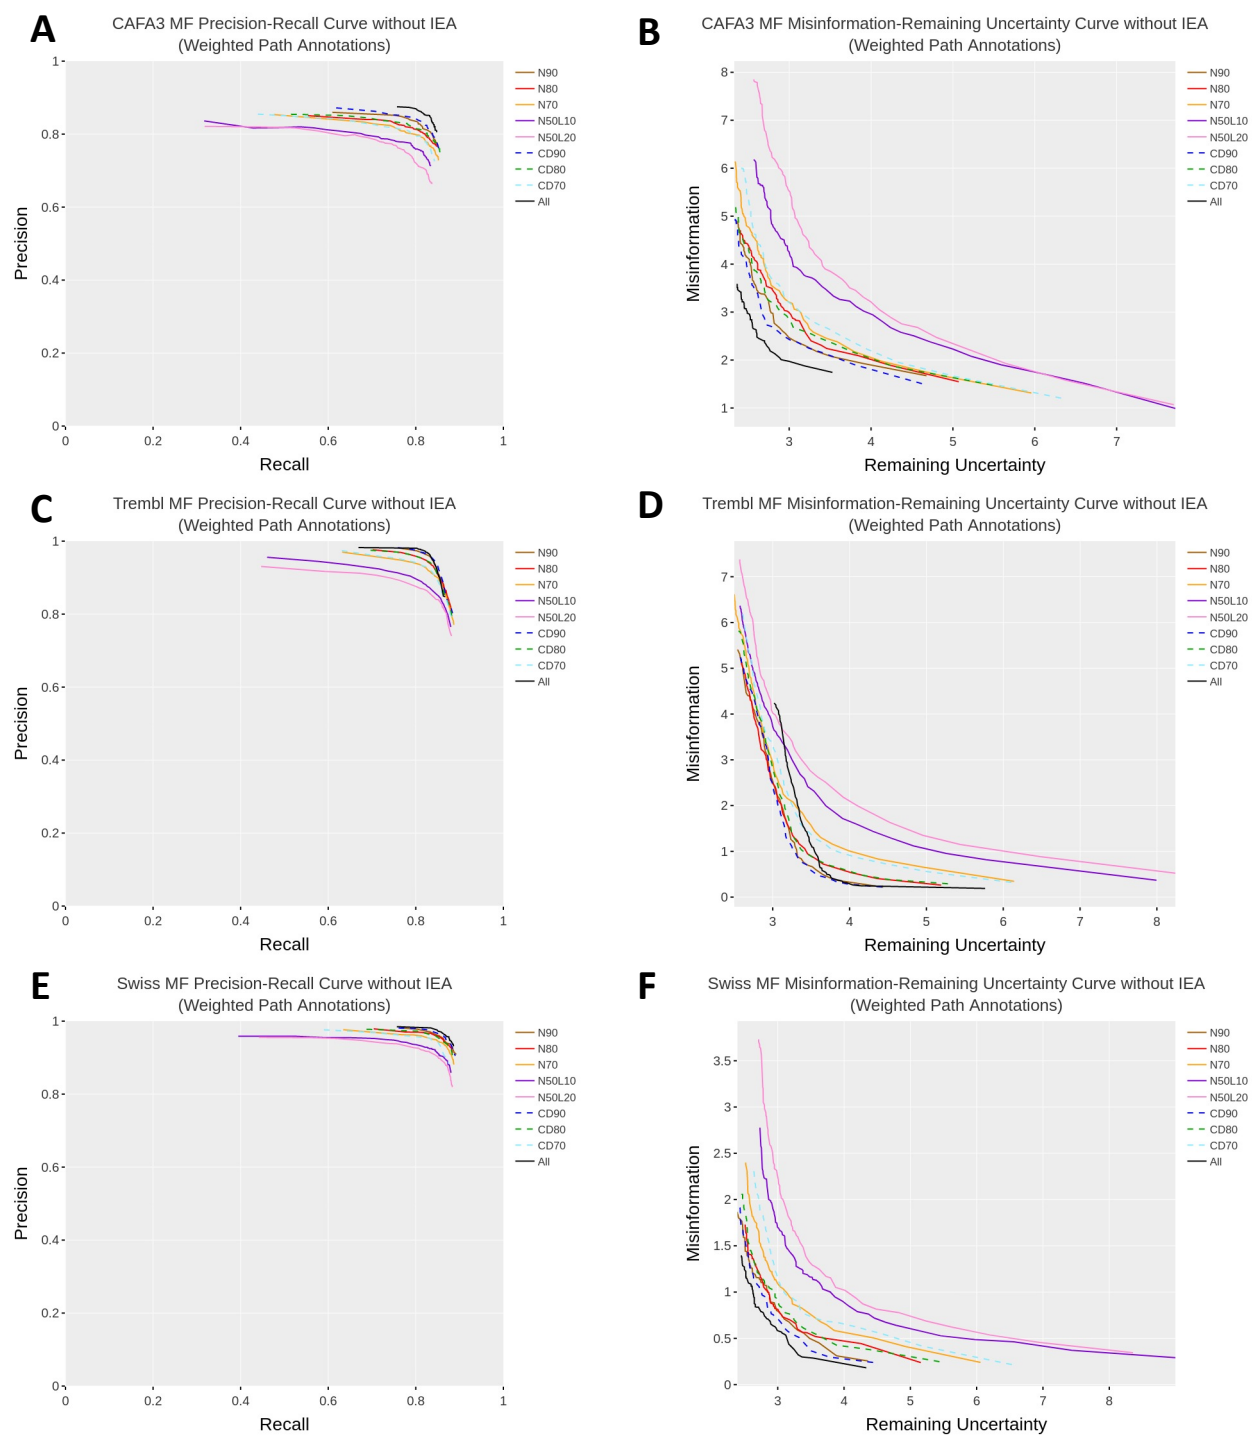 A
CAFA3 MF Precision-Recall Curve without IEA
(Weighted Path Annotations)
1
0.8
0.6
0.4
0.2
0
0
0.2
0.4
0.6
0.8
1
Precision
Recall
N90
N80
N70
N50L10
N50L20
CD90
CD80
CD70
All
B
CAFA3 MF Misinformation-Remaining Uncertainty Curve without IEA
(Weighted Path Annotations)
8
7
6
5
4
3
2
1
3
4
5
6
7
Misinformation
Remaining Uncertainty
N90
N80
N70
N50L10
N50L20
CD90
CD80
CD70
All
C
Trembl MF Precision-Recall Curve without IEA
(Weighted Path Annotations)
1
0.8
0.6
0.4
0.2
0
0
0.2
0.4
0.6
0.8
1
Precision
Recall
N90
N80
N70
N50L10
N50L20
CD90
CD80
CD70
All
D
Trembl MF Misinformation-Remaining Uncertainty Curve without IEA
(Weighted Path Annotations)
7
6
5
4
3
2
1
0
3
4
5
6
7
8
Misinformation
Remaining Uncertainty
N90
N80
N70
N50L10
N50L20
CD90
CD80
CD70
All
E
Swiss MF Precision-Recall Curve without IEA
(Weighted Path Annotations)
1
0.8
0.6
0.4
0.2
0
0
0.2
0.4
0.6
0.8
1
Precision
Recall
N90
N80
N70
N50L10
N50L20
CD90
CD80
CD70
All
F
Swiss MF Misinformation-Remaining Uncertainty Curve without IEA
(Weighted Path Annotations)
3.5
3
2.5
2
1.5
1
0.5
0
3
4
5
6
7
8
Misinformation
Remaining Uncertainty
N90
N80
N70
N50L10
N50L20
CD90
CD80
CD70
All